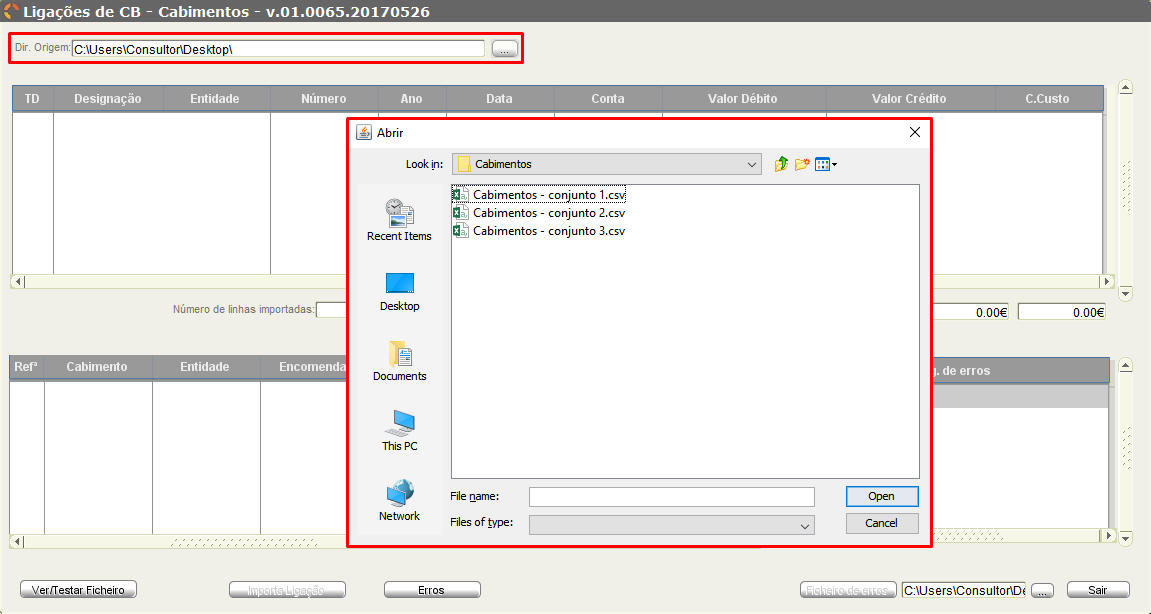 Ligações de CB - Cabimentos - v.01.0065.20170526
Dir. Origem: C:\Users\Consultor\Desktop\ ...
TD Designação Entidade Número Ano Data Conta Valor Débito Valor Crédito C.Custo
Abrir
Look in: Cabimentos
Cabimentos - conjunto 1.csv
Cabimentos - conjunto 2.csv
Cabimentos - conjunto 3.csv
Recent Items
Desktop
Documents
This PC
Network
File name:
Open
Files of type:
Cancel
Número de linhas importadas:
0.00€ 0.00€
Refª Cabimento Entidade Encomenda
. de erros
Ver/Testar Ficheiro Importa Ligação Erros Ficheiro de erros C:\Users\Consultor\De ... Sair